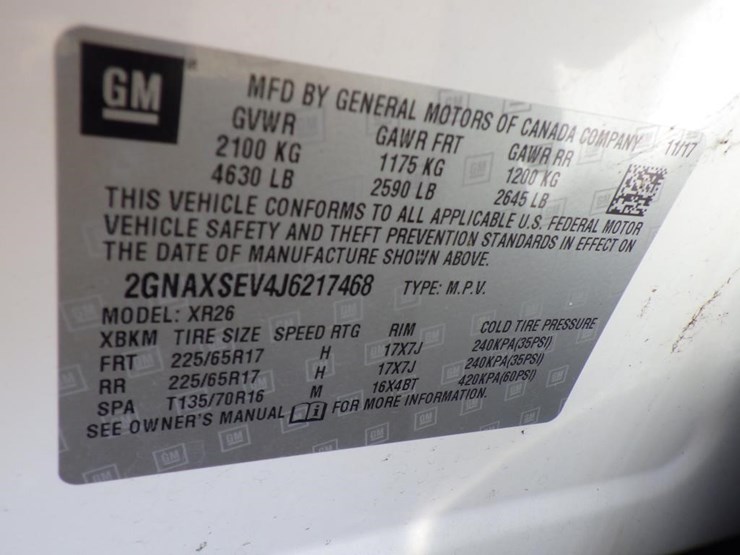 GM
MFD BY GENERAL MOTORS OF CANADA COMPANY 11/17
GVWR GAWR FRT GAWR RR
2100 KG 1175 KG 1200 KG
4630 LB 2590 LB 2645 LB
THIS VEHICLE CONFORMS TO ALL APPLICABLE U.S. FEDERAL MOTOR
VEHICLE SAFETY AND THEFT PREVENTION STANDARDS IN EFFECT ON
THE DATE OF MANUFACTURE SHOWN ABOVE.
2GNAXSEV4J6217468 TYPE: M.P.V.
MODEL: XR26
XBKM TIRE SIZE SPEED RTG RIM COLD TIRE PRESSURE
FRT 225/65R17 H 17X7J 240KPA(35PSI)
RR 225/65R17 H 17X7J 240KPA(35PSI)
SPA T135/70R16 M 16X4BT 420KPA(60PSI)
SEE OWNER'S MANUAL i FOR MORE INFORMATION.